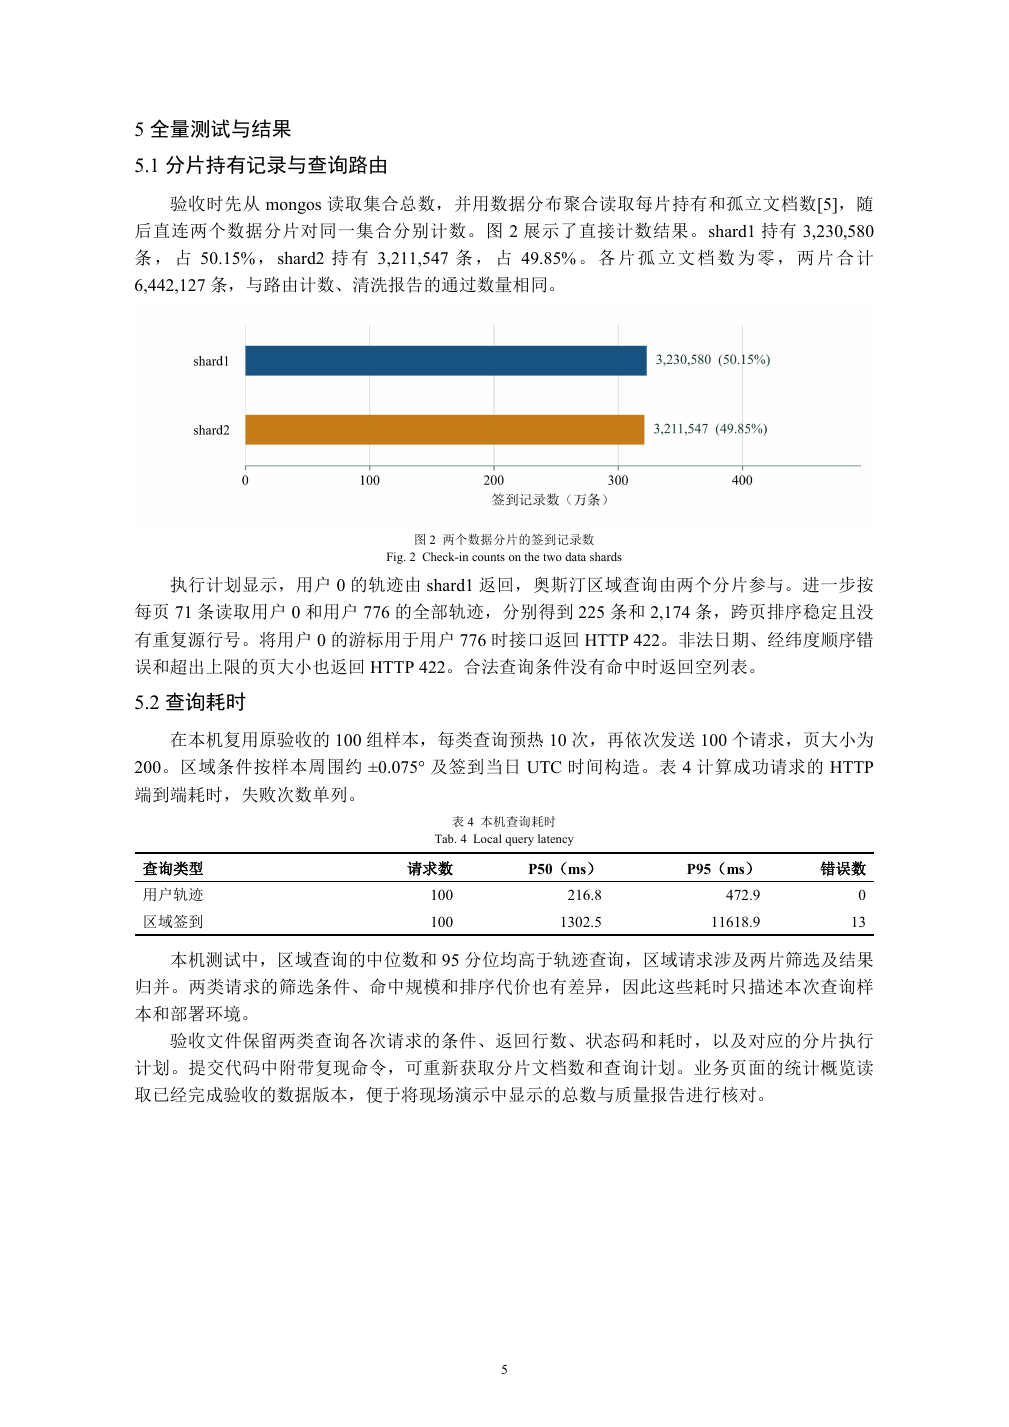 5 全量测试与结果
5.1 分片持有记录与查询路由
验收时先从 mongos 读取集合总数，并用数据分布聚合读取每片持有和孤立文档数[5]，随
后直连两个数据分片对同一集合分别计数。图 2 展示了直接计数结果。shard1 持有 3,230,580
条，占 50.15%，shard2 持有 3,211,547 条，占 49.85%。各片孤立文档数为零，两片合计
6,442,127 条，与路由计数、清洗报告的通过数量相同。
shard1
3,230,580 (50.15%)
shard2
3,211,547 (49.85%)
0 100 200 300 400
签到记录数（万条）
图 2 两个数据分片的签到记录数
Fig. 2 Check-in counts on the two data shards
执行计划显示，用户 0 的轨迹由 shard1 返回，奥斯汀区域查询由两个分片参与。进一步按
每页 71 条读取用户 0 和用户 776 的全部轨迹，分别得到 225 条和 2,174 条，跨页排序稳定且没
有重复源行号。将用户 0 的游标用于用户 776 时接口返回 HTTP 422。非法日期、经纬度顺序错
误和超出上限的页大小也返回 HTTP 422。合法查询条件没有命中时返回空列表。
5.2 查询耗时
在本机复用原验收的 100 组样本，每类查询预热 10 次，再依次发送 100 个请求，页大小为
200。区域条件按样本周围约 ±0.075° 及签到当日 UTC 时间构造。表 4 计算成功请求的 HTTP
端到端耗时，失败次数单列。
表 4 本机查询耗时
Tab. 4 Local query latency
查询类型 请求数 P50（ms） P95（ms） 错误数
用户轨迹 100 216.8 472.9 0
区域签到 100 1302.5 11618.9 13
本机测试中，区域查询的中位数和 95 分位均高于轨迹查询，区域请求涉及两片筛选及结果
归并。两类请求的筛选条件、命中规模和排序代价也有差异，因此这些耗时只描述本次查询样
本和部署环境。
验收文件保留两类查询各次请求的条件、返回行数、状态码和耗时，以及对应的分片执行
计划。提交代码中附带复现命令，可重新获取分片文档数和查询计划。业务页面的统计概览读
取已经完成验收的数据版本，便于将现场演示中显示的总数与质量报告进行核对。
5